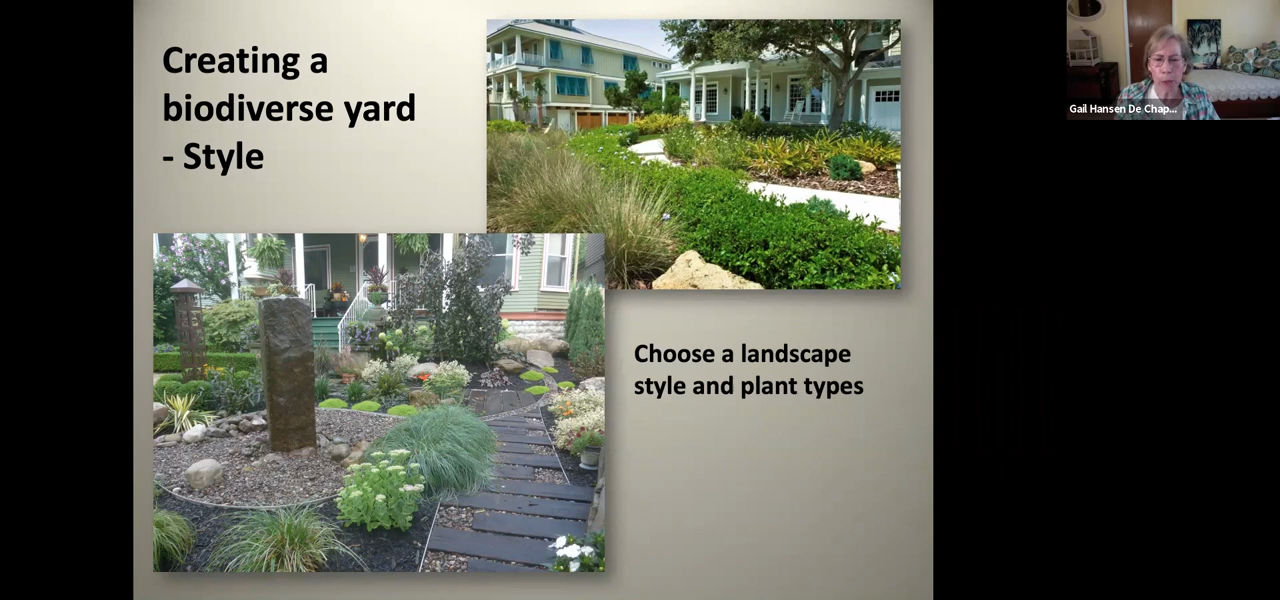 Creating a
biodiverse yard
- Style
Gail Hansen De Chap...
Choose a landscape
style and plant types